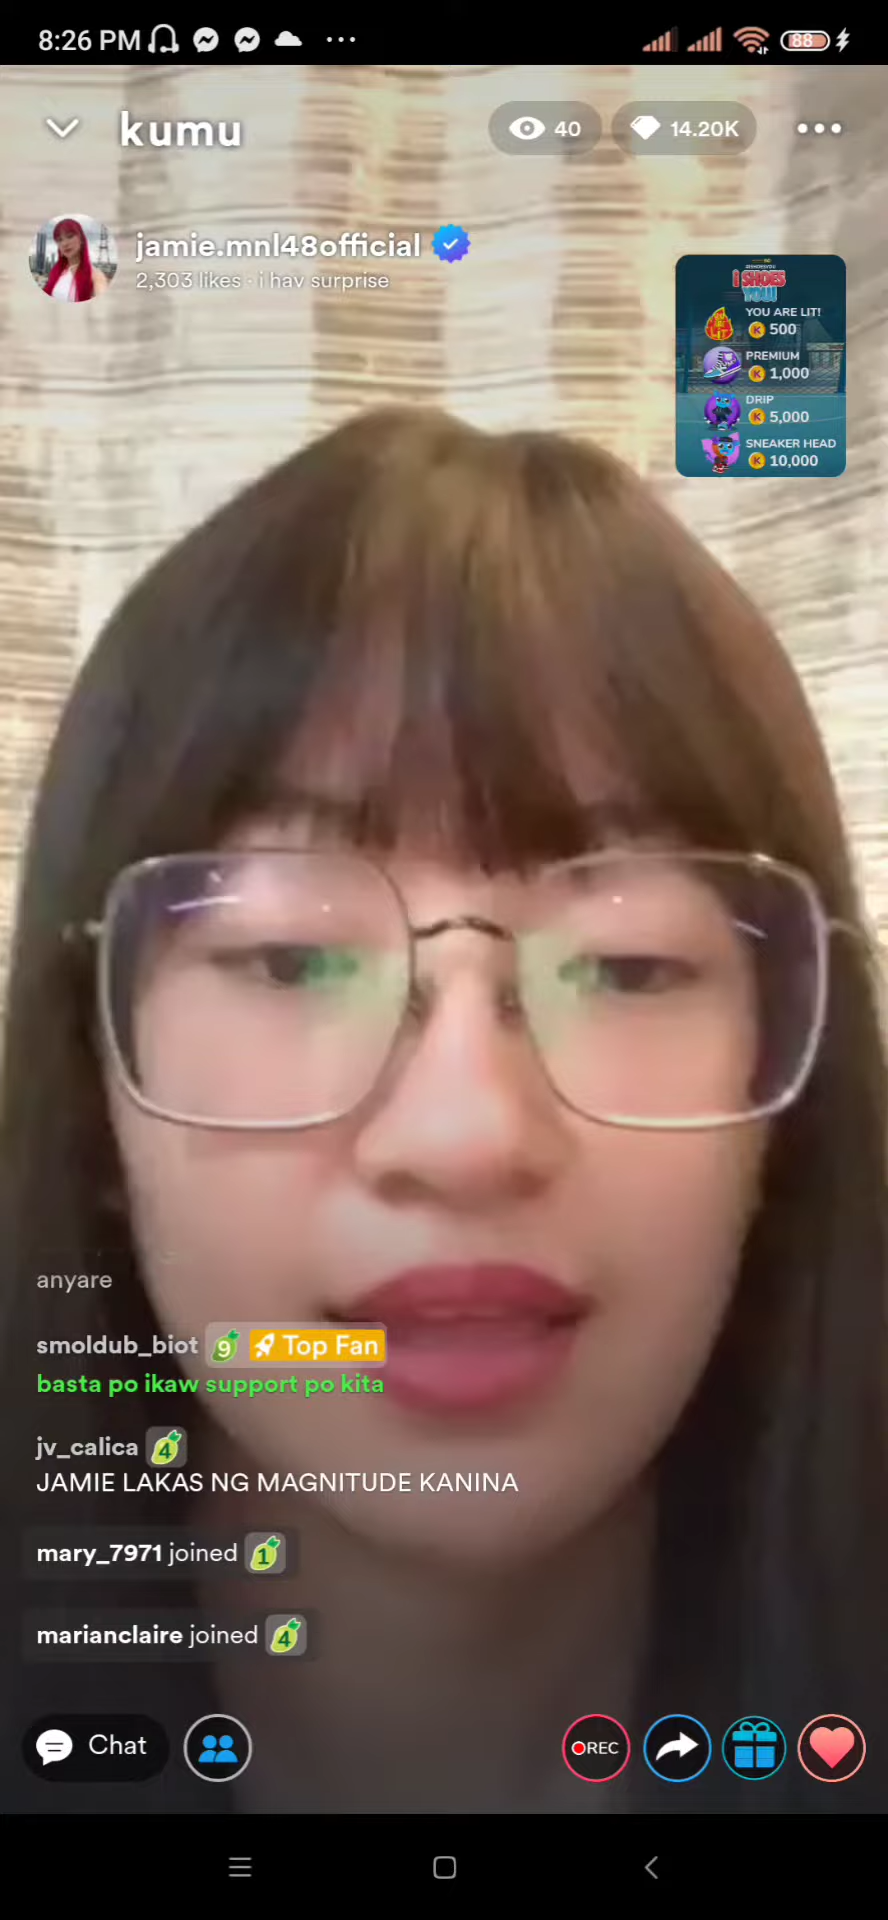 8:26 PM
88
kumu
40
14.20K
jamie.mnl48official
2,303 likes · i hav surprise
I SHOES
YOU!
YOU ARE LIT!
500
PREMIUM
1,000
DRIP
5,000
SNEAKER HEAD
10,000
anyare
smoldub_biot 9 Top Fan
basta po ikaw support po kita
jv_calica 4
JAMIE LAKAS NG MAGNITUDE KANINA
mary_7971 joined 1
marianclaire joined 4
Chat
REC